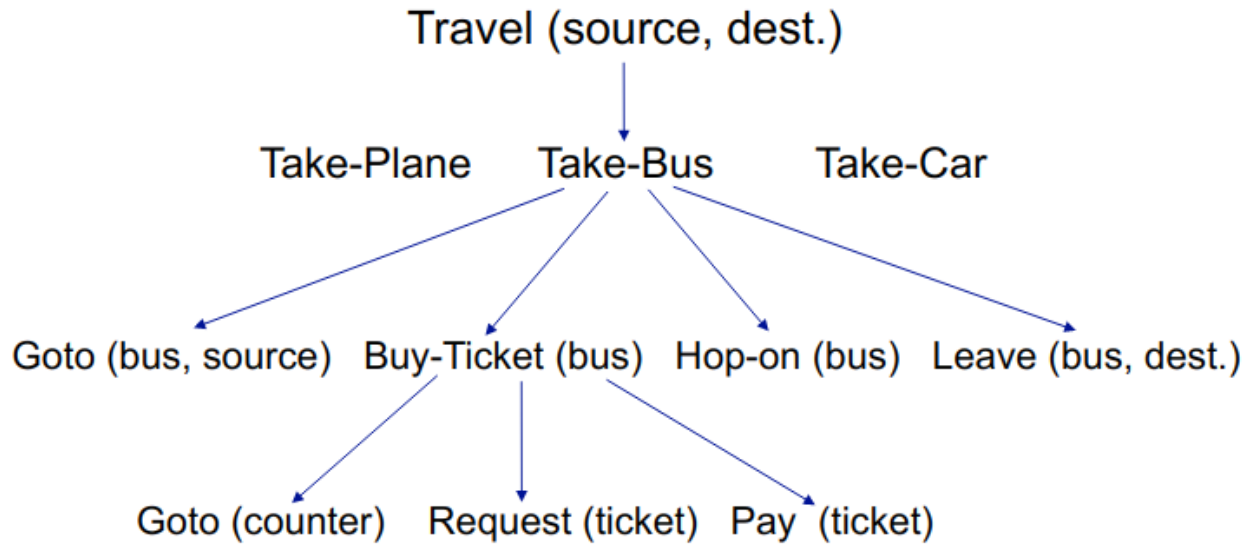 Travel (source, dest.)
Take-Plane Take-Bus Take-Car
Goto (bus, source) Buy-Ticket (bus) Hop-on (bus) Leave (bus, dest.)
Goto (counter) Request (ticket) Pay (ticket)